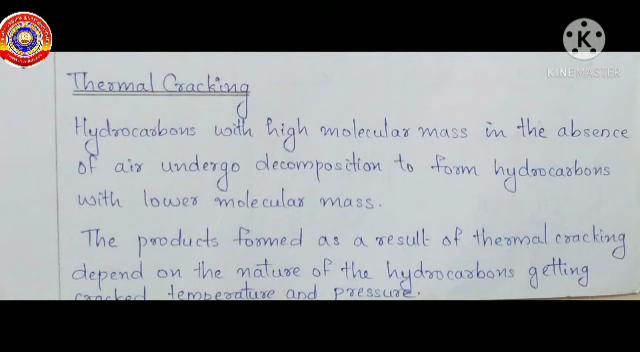 KINEMASTER
Thermal Cracking
Hydrocarbons with high molecular mass in the absence
of air undergo decomposition to form hydrocarbons
with lower molecular mass.
The products formed as a result of thermal cracking
depend on the nature of the hydrocarbons getting
cracked temperature and pressure.